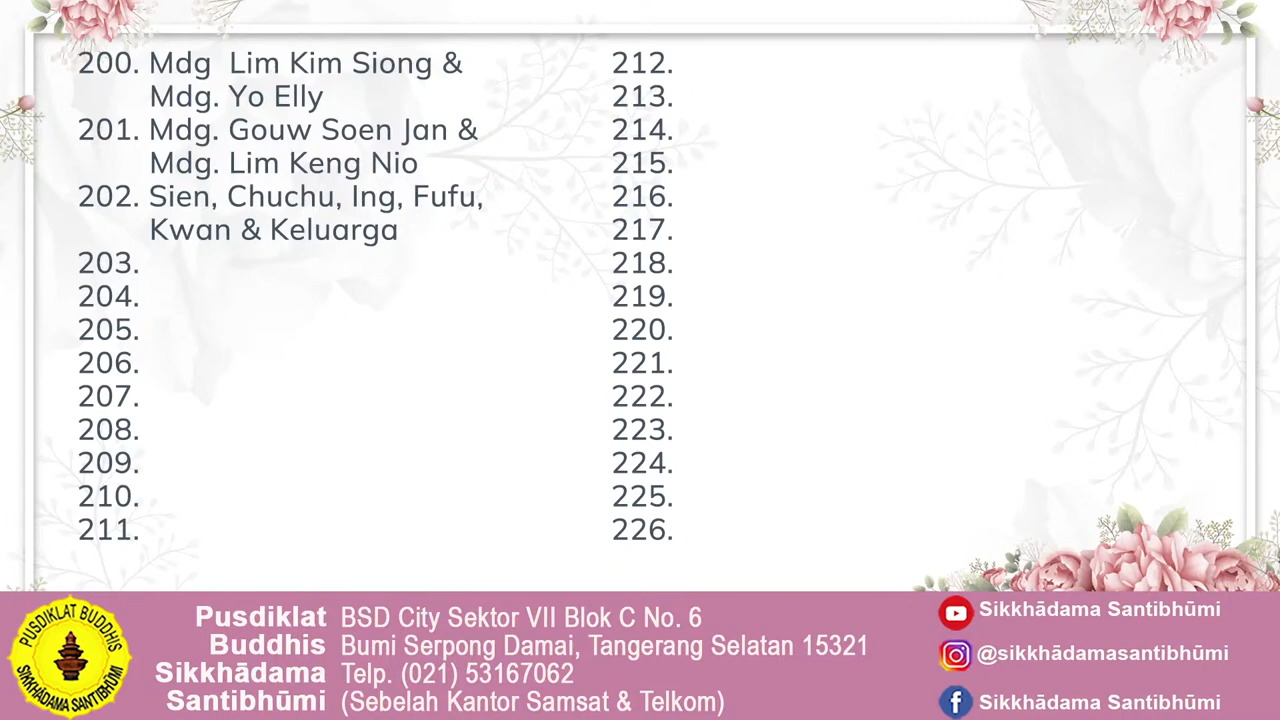 200. Mdg  Lim Kim Siong &
Mdg. Yo Elly
201. Mdg. Gouw Soen Jan &
Mdg. Lim Keng Nio
202. Sien, Chuchu, Ing, Fufu,
Kwan & Keluarga
203.
204.
205.
206.
207.
208.
209.
210.
211.
212.
213.
214.
215.
216.
217.
218.
219.
220.
221.
222.
223.
224.
225.
226.
PUSDIKLAT BUDDHIS
SIKKHĀDAMA SANTIBHŪMI
Pusdiklat
Buddhis
Sikkhādama
Santibhūmi
BSD City Sektor VII Blok C No. 6
Bumi Serpong Damai, Tangerang Selatan 15321
Telp. (021) 53167062
(Sebelah Kantor Samsat & Telkom)
Sikkhādama Santibhūmi
@sikkhādamasantibhūmi
Sikkhādama Santibhūmi